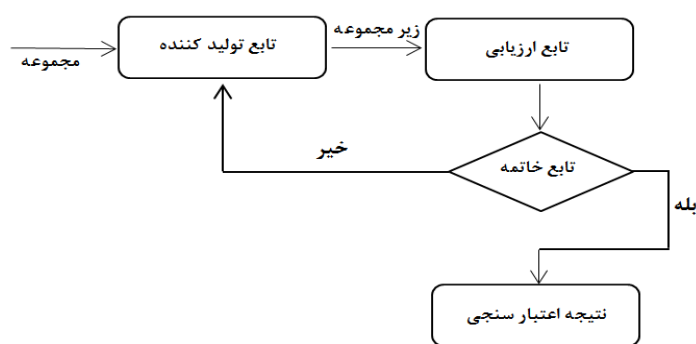 مجموعه
تابع تولید کننده
زیر مجموعه
تابع ارزیابی
تابع خاتمه
خیر
بله
نتیجه اعتبار سنجی